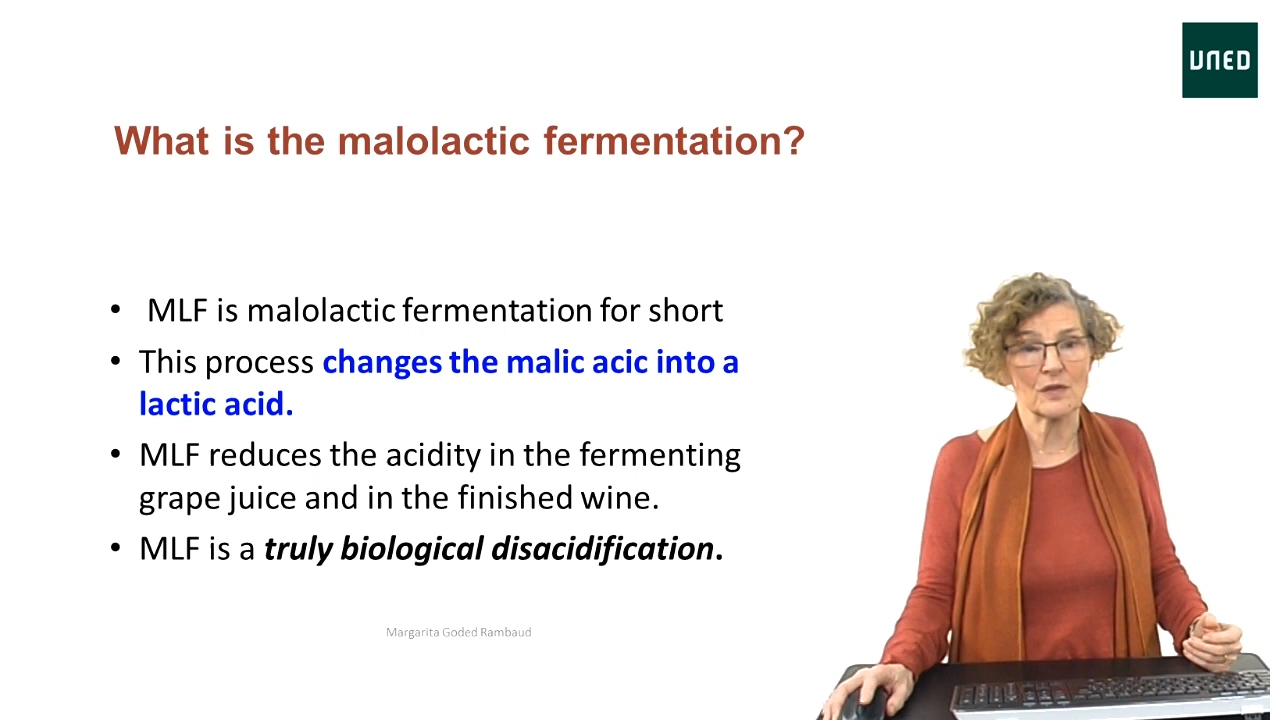 UNED
What is the malolactic fermentation?
• MLF is malolactic fermentation for short
• This process changes the malic acic into a
lactic acid.
• MLF reduces the acidity in the fermenting
grape juice and in the finished wine.
• MLF is a truly biological disacidification.
Margarita Goded Rambaud